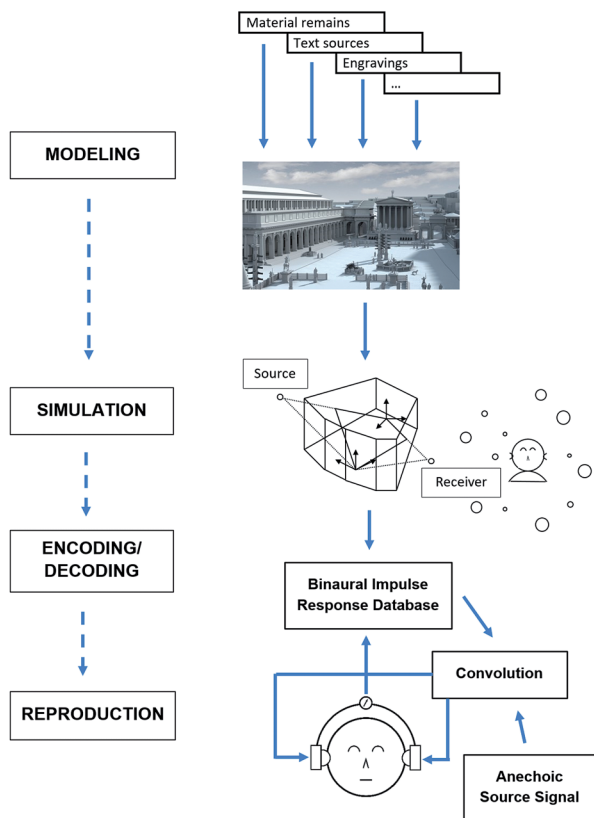 Material remains
Text sources
Engravings
...
MODELING
Source
SIMULATION
Receiver
ENCODING/
DECODING
Binaural Impulse
Response Database
Convolution
REPRODUCTION
Anechoic
Source Signal